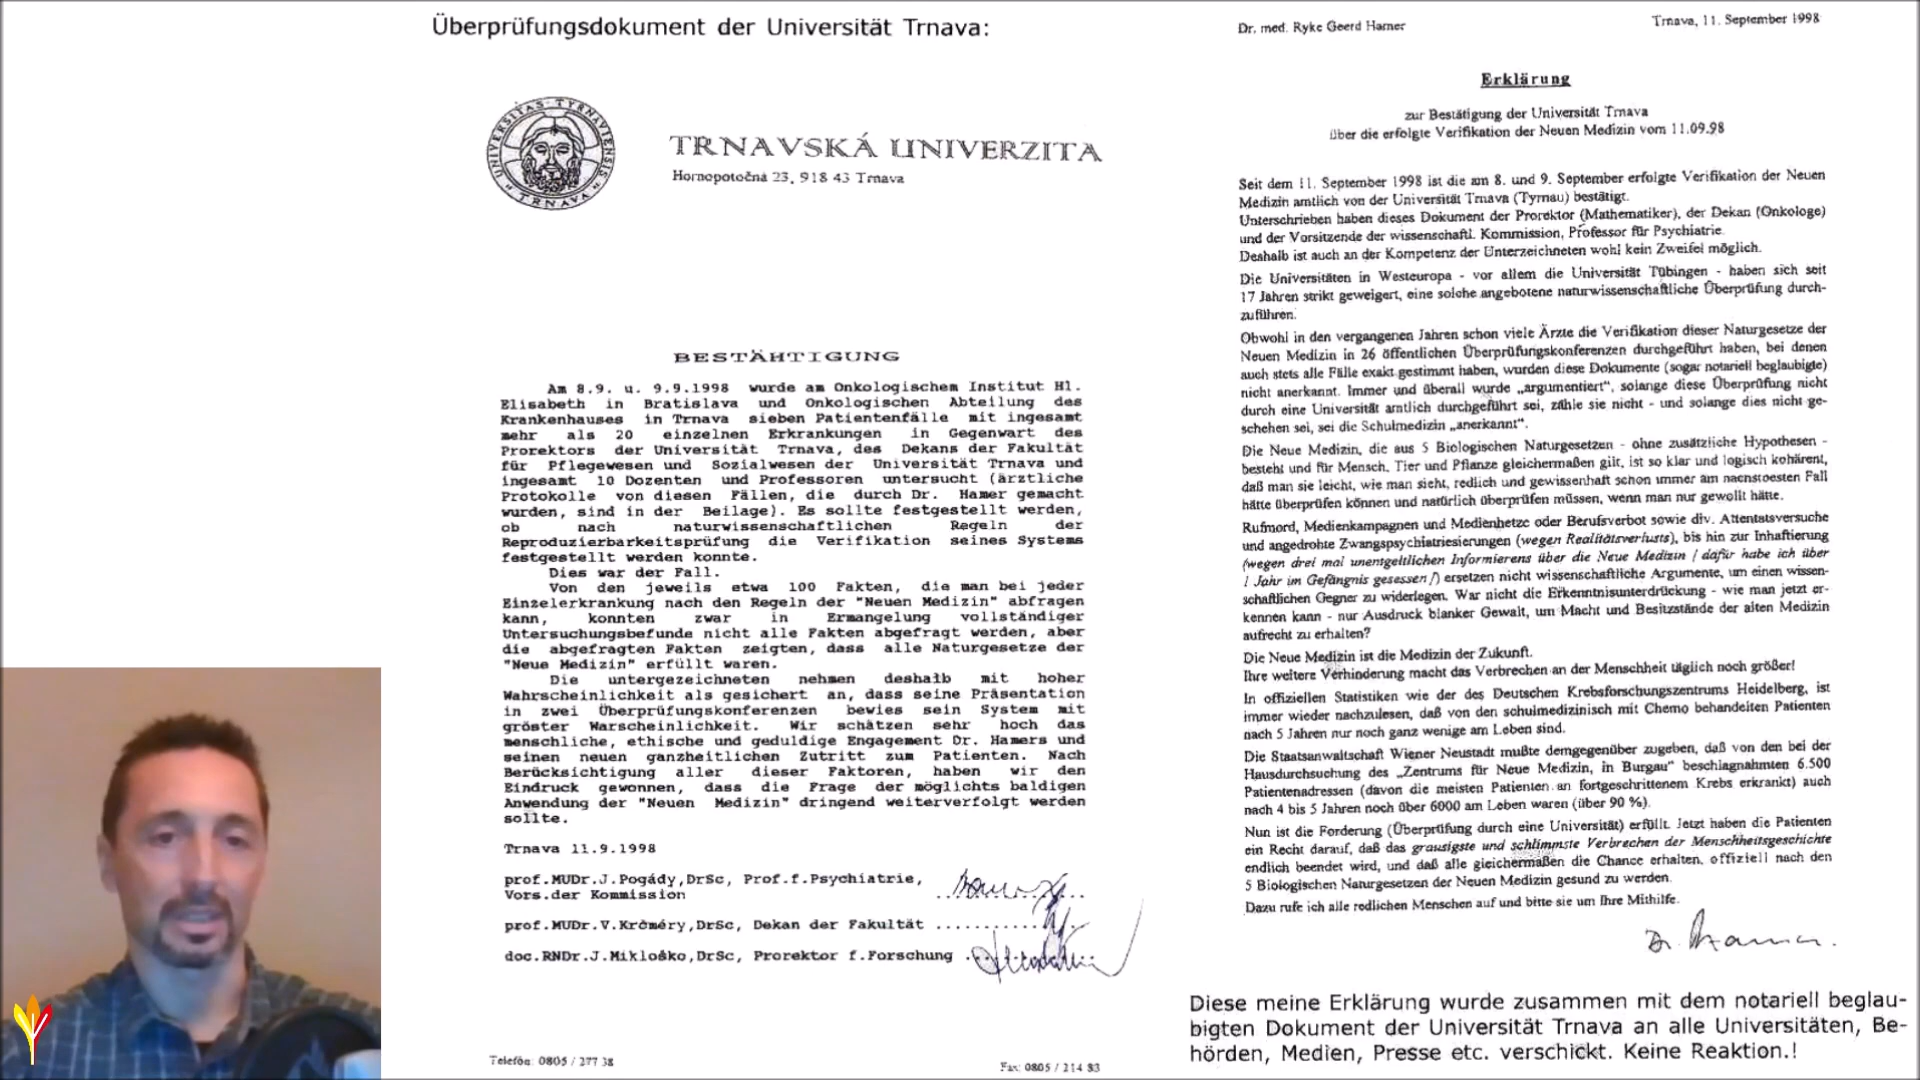 Überprüfungsdokument der Universität Trnava:
UNIVERSITAS TYRNAVIENSIS
TRNAVA
TRNAVSKÁ UNIVERZITA
Hornopotočná 23, 918 43 Trnava
BESTÄHTIGUNG
Am 8.9. u. 9.9.1998 wurde am Onkologischem Institut Hl.
Elisabeth in Bratislava und Onkologischen Abteilung des
Krankenhauses in Trnava sieben Patientenfälle mit ingesamt
mehr als 20 einzelnen Erkrankungen in Gegenwart des
Prorektors der Universität Trnava, des Dekans der Fakultät
für Pflegewesen und Sozialwesen der Universität Trnava und
ingesamt 10 Dozenten und Professoren untersucht (ärztliche
Protokolle von diesen Fällen, die durch Dr. Hamer gemacht
wurden, sind in der Beilage). Es sollte festgestellt werden,
ob nach naturwissenschaftlichen Regeln der
Reproduzierbarkeitsprüfung die Verifikation seines Systems
festgestellt werden konnte.
Dies war der Fall.
Von den jeweils etwa 100 Fakten, die man bei jeder
Einzelerkrankung nach den Regeln der "Neuen Medizin" abfragen
kann, konnten zwar in Ermangelung vollständiger
Untersuchungsbefunde nicht alle Fakten abgefragt werden, aber
die abgefragten Fakten zeigten, dass alle Naturgesetze der
"Neue Medizin" erfüllt waren.
Die untergezeichneten nehmen deshalb mit hoher
Wahrscheinlichkeit als gesichert an, dass seine Präsentation
in zwei Überprüfungskonferenzen bewies sein System mit
gröster Warscheinlichkeit. Wir schätzen sehr hoch das
menschliche, ethische und geduldige Engagement Dr. Hamers und
seinen neuen ganzheitlichen Zutritt zum Patienten. Nach
Berücksichtigung aller dieser Faktoren, haben wir den
Eindruck gewonnen, dass die Frage der möglichts baldigen
Anwendung der "Neuen Medizin" dringend weiterverfolgt werden
sollte.
Trnava 11.9.1998
prof.MUDr.J.Pogády,DrSc, Prof.f.Psychiatrie,
Vors.der Kommission
prof.MUDr.V.Krčméry,DrSc, Dekan der Fakultät
doc.RNDr.J.Mikloško,DrSc, Prorektor f.Forschung
Telefón: 0805 / 277 38
Fax: 0805 / 214 83
Dr. med. Ryke Geerd Hamer
Trnava, 11. September 1998
Erklärung
zur Bestätigung der Universität Trnava
über die erfolgte Verifikation der Neuen Medizin vom 11.09.98
Seit dem 11. September 1998 ist die am 8. und 9. September erfolgte Verifikation der Neuen
Medizin amtlich von der Universität Trnava (Tyrnau) bestätigt.
Unterschrieben haben dieses Dokument der Prorektor (Mathematiker), der Dekan (Onkologe)
und der Vorsitzende der wissenschaftl. Kommission, Professor für Psychiatrie.
Deshalb ist auch an der Kompetenz der Unterzeichneten wohl kein Zweifel möglich.
Die Universitäten in Westeuropa - vor allem die Universität Tübingen - haben sich seit
17 Jahren strikt geweigert, eine solche angebotene naturwissenschaftliche Überprüfung durch-
zuführen.
Obwohl in den vergangenen Jahren schon viele Ärzte die Verifikation dieser Naturgesetze der
Neuen Medizin in 26 öffentlichen Überprüfungskonferenzen durchgeführt haben, bei denen
auch stets alle Fälle exakt gestimmt haben, wurden diese Dokumente (sogar notariell beglaubigte)
nicht anerkannt. Immer und überall wurde „argumentiert“, solange diese Überprüfung nicht
durch eine Universität amtlich durchgeführt sei, zähle sie nicht - und solange dies nicht ge-
schehen sei, sei die Schulmedizin „anerkannt“.
Die Neue Medizin, die aus 5 Biologischen Naturgesetzen - ohne zusätzliche Hypothesen -
besteht und für Mensch, Tier und Pflanze gleichermaßen gilt, ist so klar und logisch kohärent,
daß man sie leicht, wie man sieht, redlich und gewissenhaft schon immer am nächstbesten Fall
hätte überprüfen können und natürlich überprüfen müssen, wenn man nur gewollt hätte.
Rufmord, Medienkampagnen und Medienhetze oder Berufsverbot sowie div. Attentatsversuche
und angedrohte Zwangspsychiatriesierungen (wegen Realitätsverlusts), bis hin zur Inhaftierung
(wegen drei mal unentgeltlichen Informierens über die Neue Medizin / dafür habe ich über
1 Jahr im Gefängnis gesessen /) ersetzen nicht wissenschaftliche Argumente, um einen wissen-
schaftlichen Gegner zu widerlegen. War nicht die Erkenntnisunterdrückung - wie man jetzt er-
kennen kann - nur Ausdruck blanker Gewalt, um Macht und Besitzstände der alten Medizin
aufrecht zu erhalten?
Die Neue Medizin ist die Medizin der Zukunft.
Ihre weitere Verhinderung macht das Verbrechen an der Menschheit täglich noch größer!
In offiziellen Statistiken wie der des Deutschen Krebsforschungszentrums Heidelberg, ist
immer wieder nachzulesen, daß von den schulmedizinisch mit Chemo behandelten Patienten
nach 5 Jahren nur noch ganz wenige am Leben sind.
Die Staatsanwaltschaft Wiener Neustadt mußte demgegenüber zugeben, daß von den bei der
Hausdurchsuchung des „Zentrums für Neue Medizin, in Burgau“ beschlagnahmten 6.500
Patientenadressen (davon die meisten Patienten an fortgeschrittenem Krebs erkrankt) auch
nach 4 bis 5 Jahren noch über 6000 am Leben waren (über 90 %).
Nun ist die Forderung (Überprüfung durch eine Universität) erfüllt. Jetzt haben die Patienten
ein Recht darauf, daß das grausigste und schlimmste Verbrechen der Menschheitsgeschichte
endlich beendet wird, und daß alle gleichermaßen die Chance erhalten, offiziell nach den
5 Biologischen Naturgesetzen der Neuen Medizin gesund zu werden.
Dazu rufe ich alle redlichen Menschen auf und bitte sie um Ihre Mithilfe.
Dr. Hamer
Diese meine Erklärung wurde zusammen mit dem notariell beglau-
bigten Dokument der Universität Trnava an alle Universitäten, Be-
hörden, Medien, Presse etc. verschickt. Keine Reaktion.!